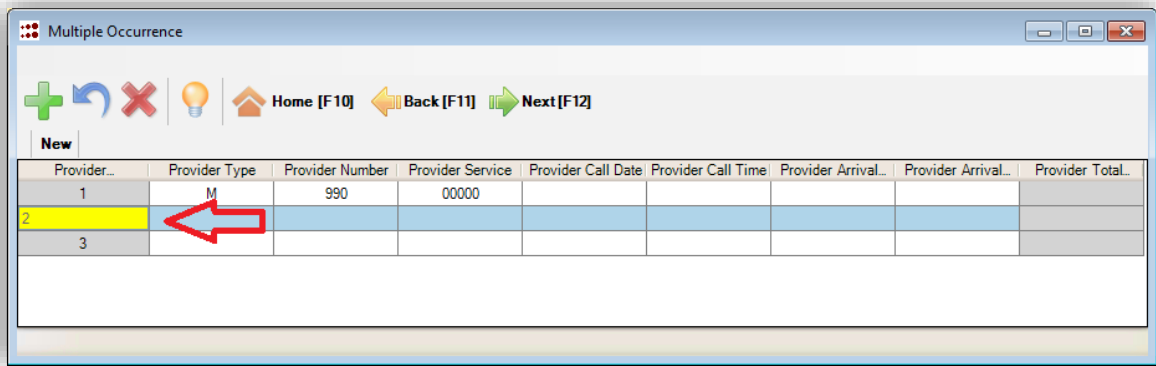 Multiple Occurrence
Home [F10] Back [F11] Next [F12]
New
Provider... Provider Type Provider Number Provider Service Provider Call Date Provider Call Time Provider Arrival... Provider Arrival... Provider Total...
1 M 990 00000
2
3